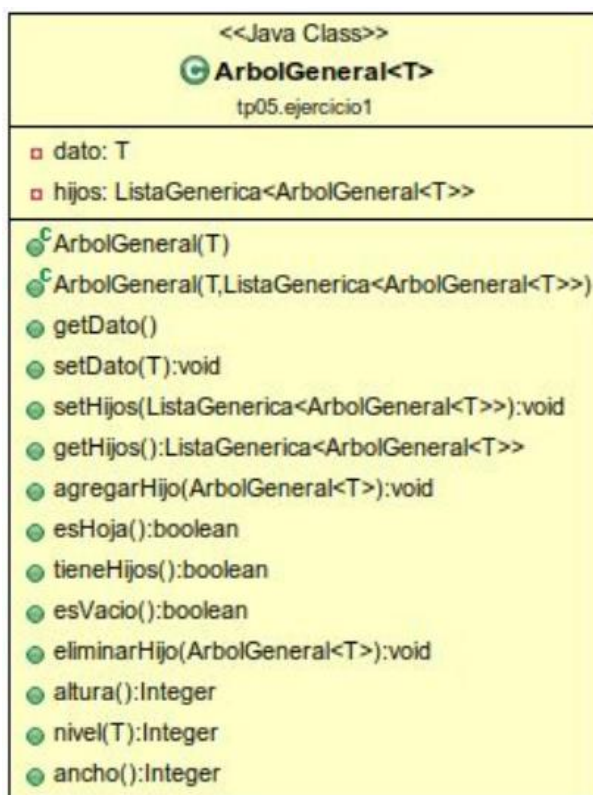 <<Java Class>>
C ArbolGeneral<T>
tp05.ejercicio1
dato: T
hijos: ListaGenerica<ArbolGeneral<T>>
C ArbolGeneral(T)
C ArbolGeneral(T,ListaGenerica<ArbolGeneral<T>>)
getDato()
setDato(T):void
setHijos(ListaGenerica<ArbolGeneral<T>>):void
getHijos():ListaGenerica<ArbolGeneral<T>>
agregarHijo(ArbolGeneral<T>):void
esHoja():boolean
tieneHijos():boolean
esVacio():boolean
eliminarHijo(ArbolGeneral<T>):void
altura():Integer
nivel(T):Integer
ancho():Integer